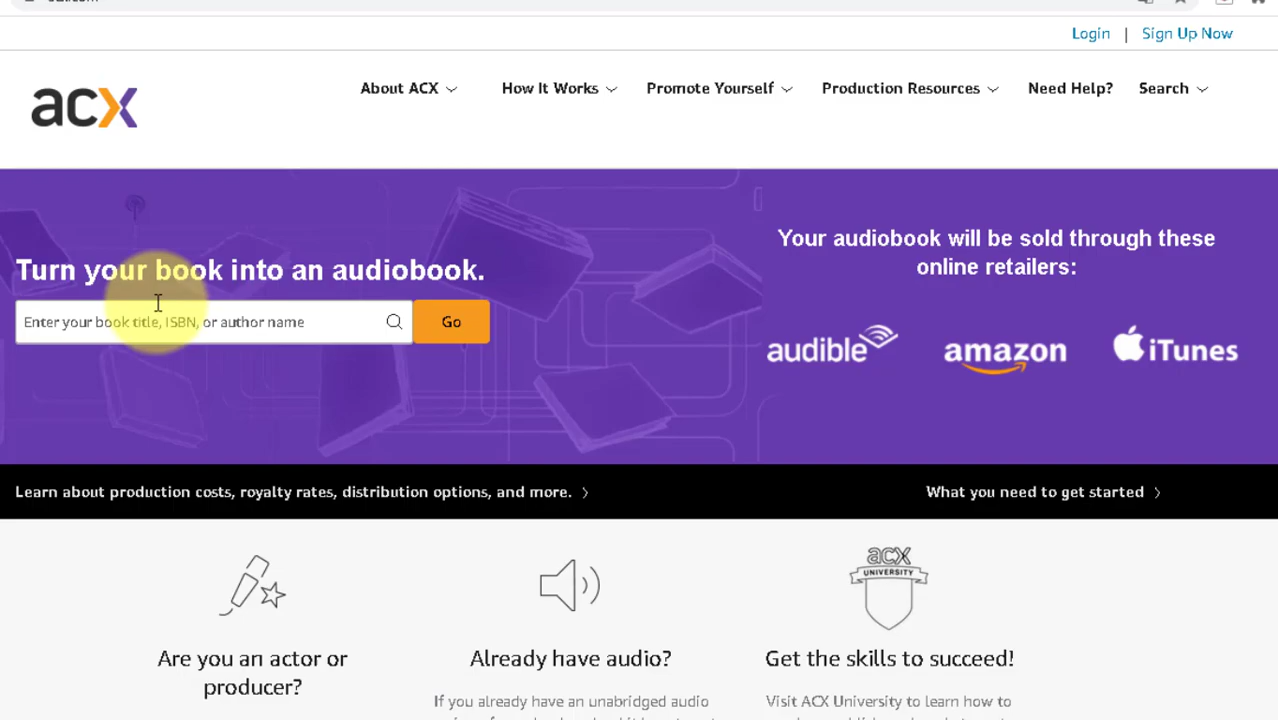 Login | Sign Up Now
acx
About ACX How It Works Promote Yourself Production Resources Need Help? Search
Turn your book into an audiobook.
Enter your book title, ISBN, or author name Go
Your audiobook will be sold through these
online retailers:
audible amazon iTunes
Learn about production costs, royalty rates, distribution options, and more.
What you need to get started
acx
UNIVERSITY
Are you an actor or
producer?
Already have audio?
If you already have an unabridged audio
Get the skills to succeed!
Visit ACX University to learn how to